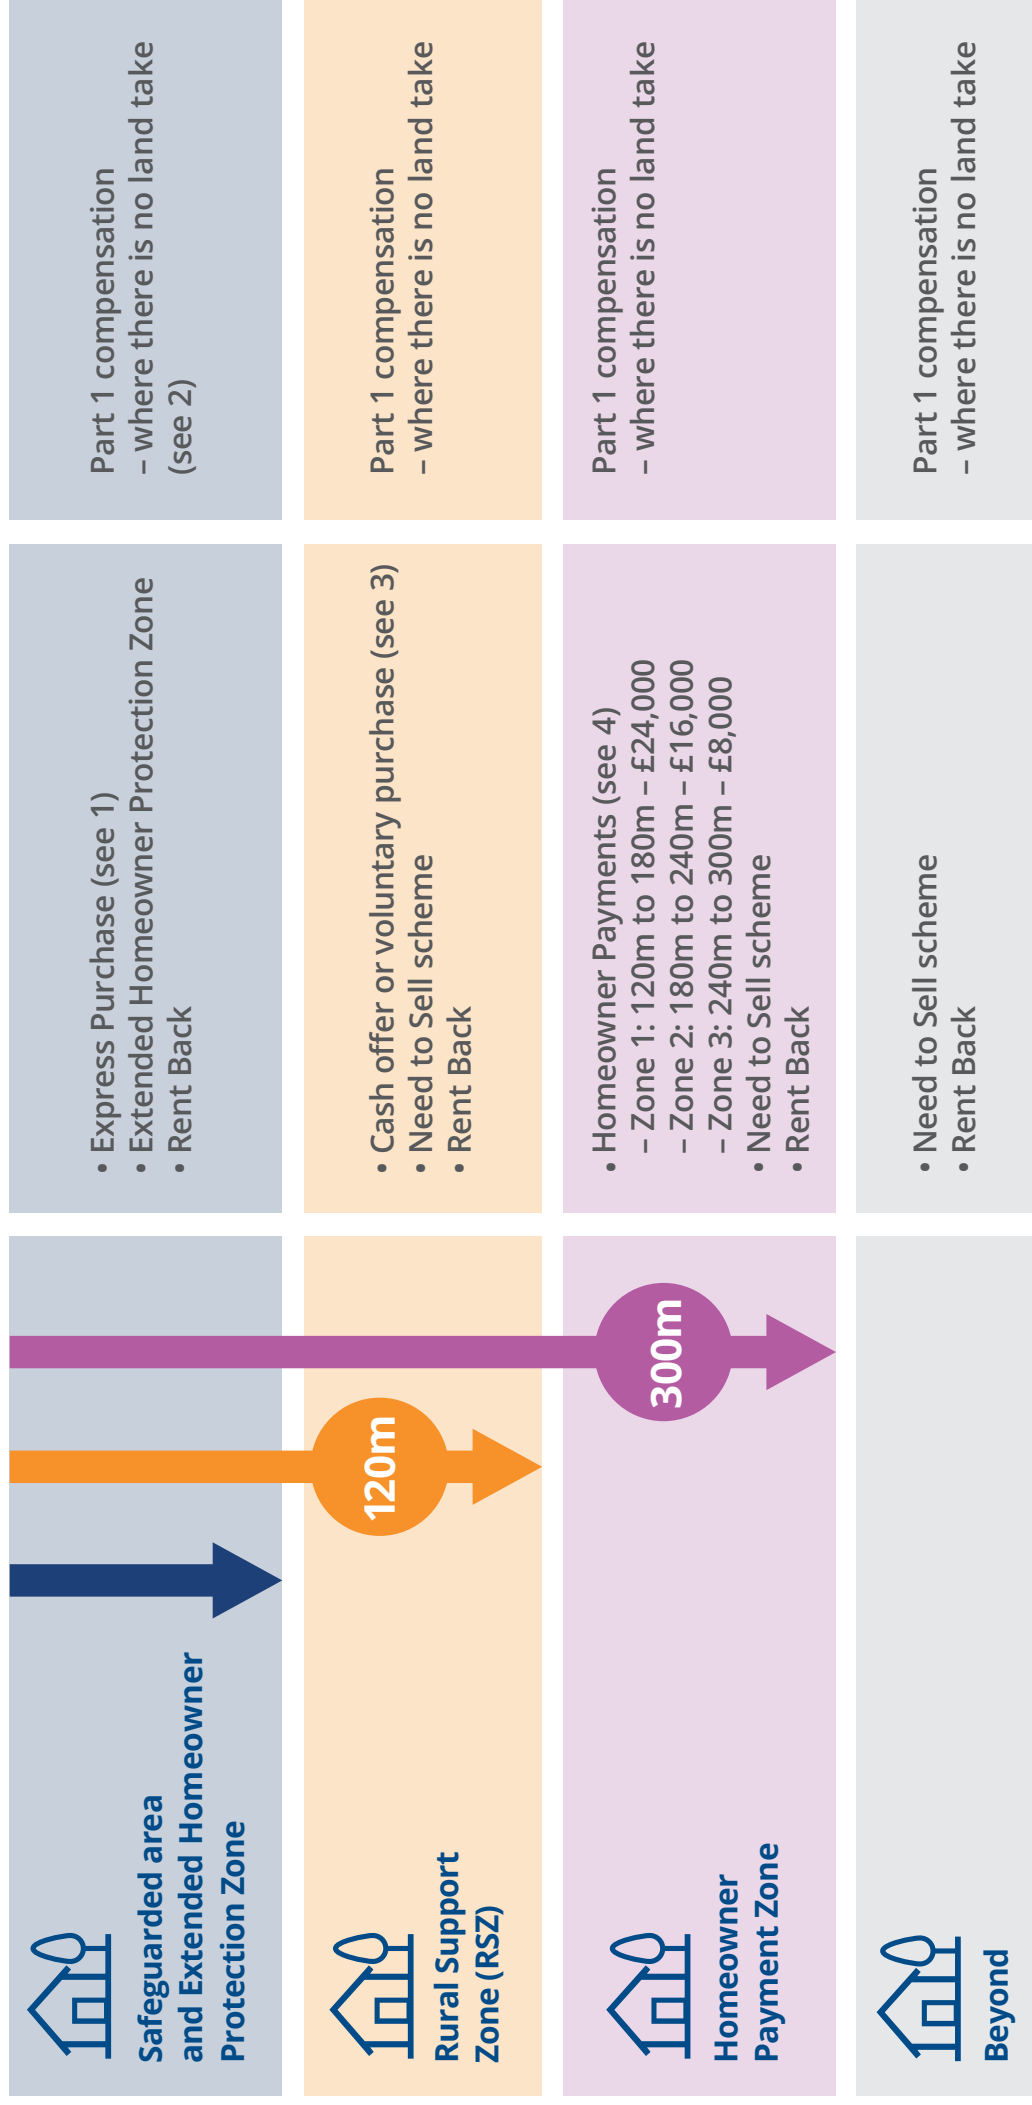 Safeguarded area
and Extended Homeowner
Protection Zone
• Express Purchase (see 1)
• Extended Homeowner Protection Zone
• Rent Back
Part 1 compensation
– where there is no land take
(see 2)
120m
Rural Support
Zone (RSZ)
• Cash offer or voluntary purchase (see 3)
• Need to Sell scheme
• Rent Back
Part 1 compensation
– where there is no land take
300m
Homeowner
Payment Zone
• Homeowner Payments (see 4)
– Zone 1: 120m to 180m – £24,000
– Zone 2: 180m to 240m – £16,000
– Zone 3: 240m to 300m – £8,000
• Need to Sell scheme
• Rent Back
Part 1 compensation
– where there is no land take
Beyond
• Need to Sell scheme
• Rent Back
Part 1 compensation
– where there is no land take